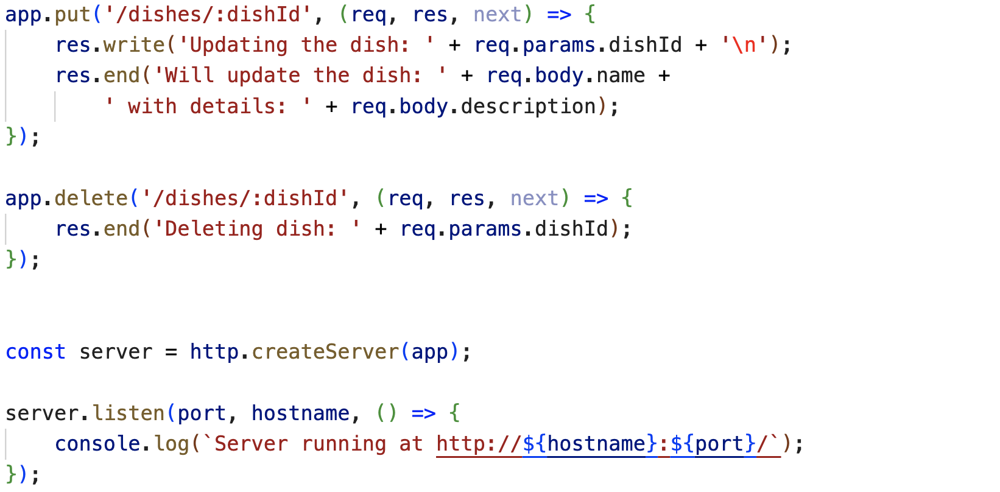 app.put('/dishes/:dishId', (req, res, next) => {
    res.write('Updating the dish: ' + req.params.dishId + '\n');
    res.end('Will update the dish: ' + req.body.name +
        ' with details: ' + req.body.description);
});

app.delete('/dishes/:dishId', (req, res, next) => {
    res.end('Deleting dish: ' + req.params.dishId);
});

const server = http.createServer(app);

server.listen(port, hostname, () => {
    console.log(`Server running at http://${hostname}:${port}/`);
});